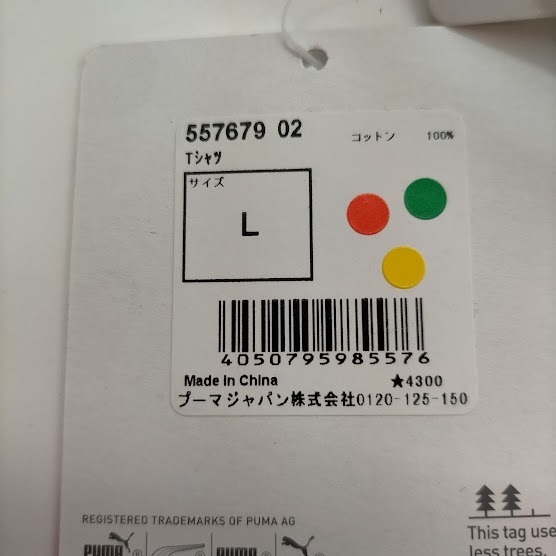 557679 02
コットン 100%
Tシャツ
サイズ
L
4050795985576
Made in China ★4300
プーマジャパン株式会社0120-125-150
REGISTERED TRADEMARKS OF PUMA AG
PUMA ® ® PUMA ®
This tag use
less trees.